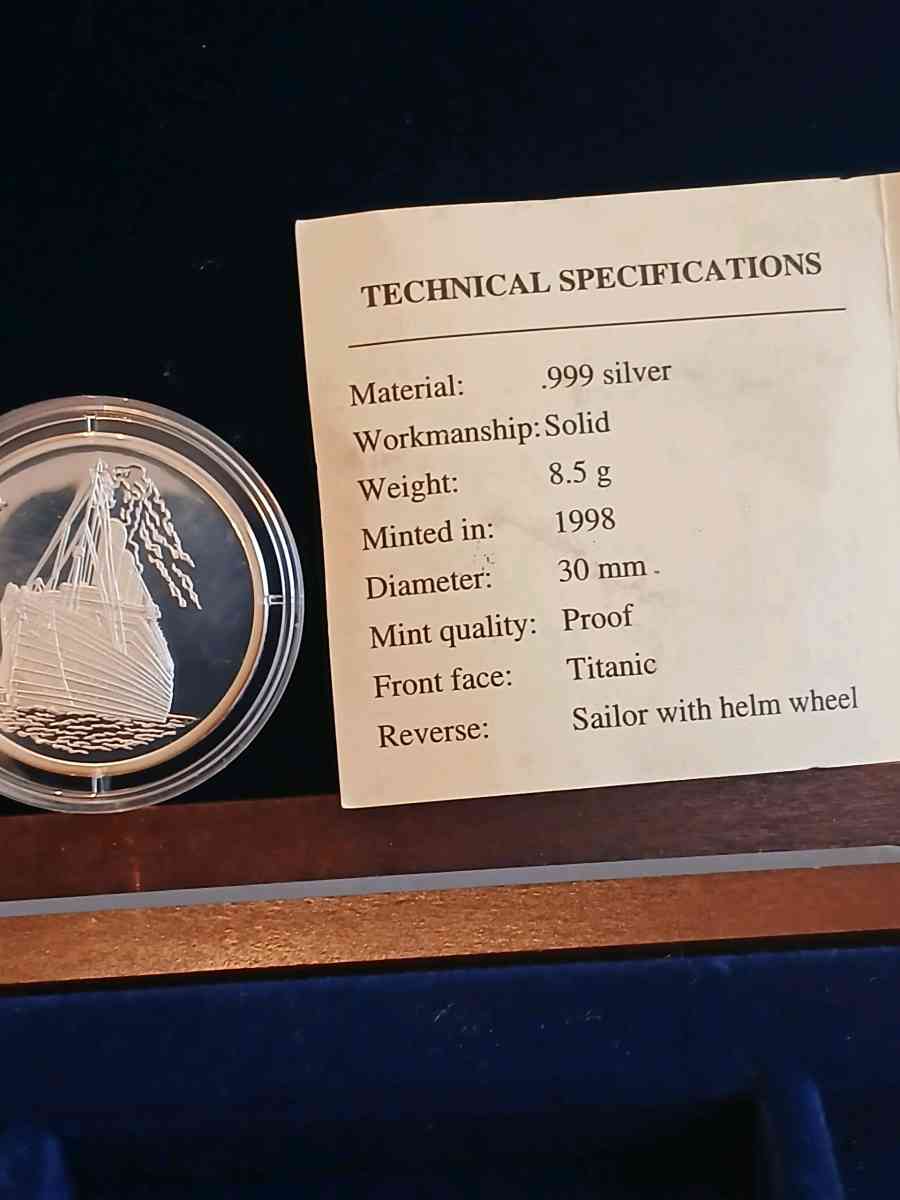 TECHNICAL SPECIFICATIONS
Material: .999 silver
Workmanship: Solid
Weight: 8.5 g
Minted in: 1998
Diameter: 30 mm
Mint quality: Proof
Front face: Titanic
Reverse: Sailor with helm wheel